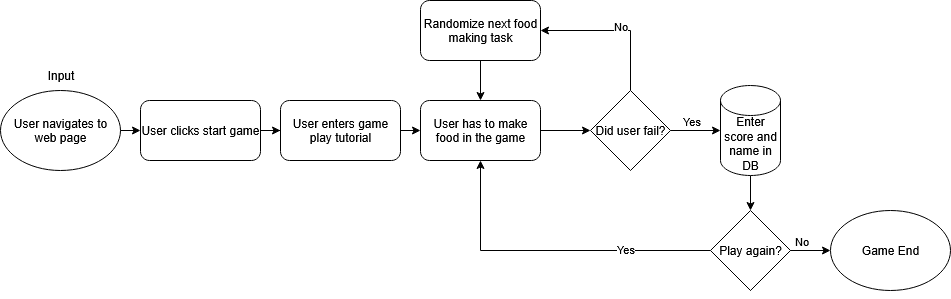 Randomize next food
making task
No
Input
User navigates to
web page
User clicks start game
User enters game
play tutorial
User has to make
food in the game
Did user fail?
Yes
Enter
score and
name in
DB
Yes
Play again?
No
Game End